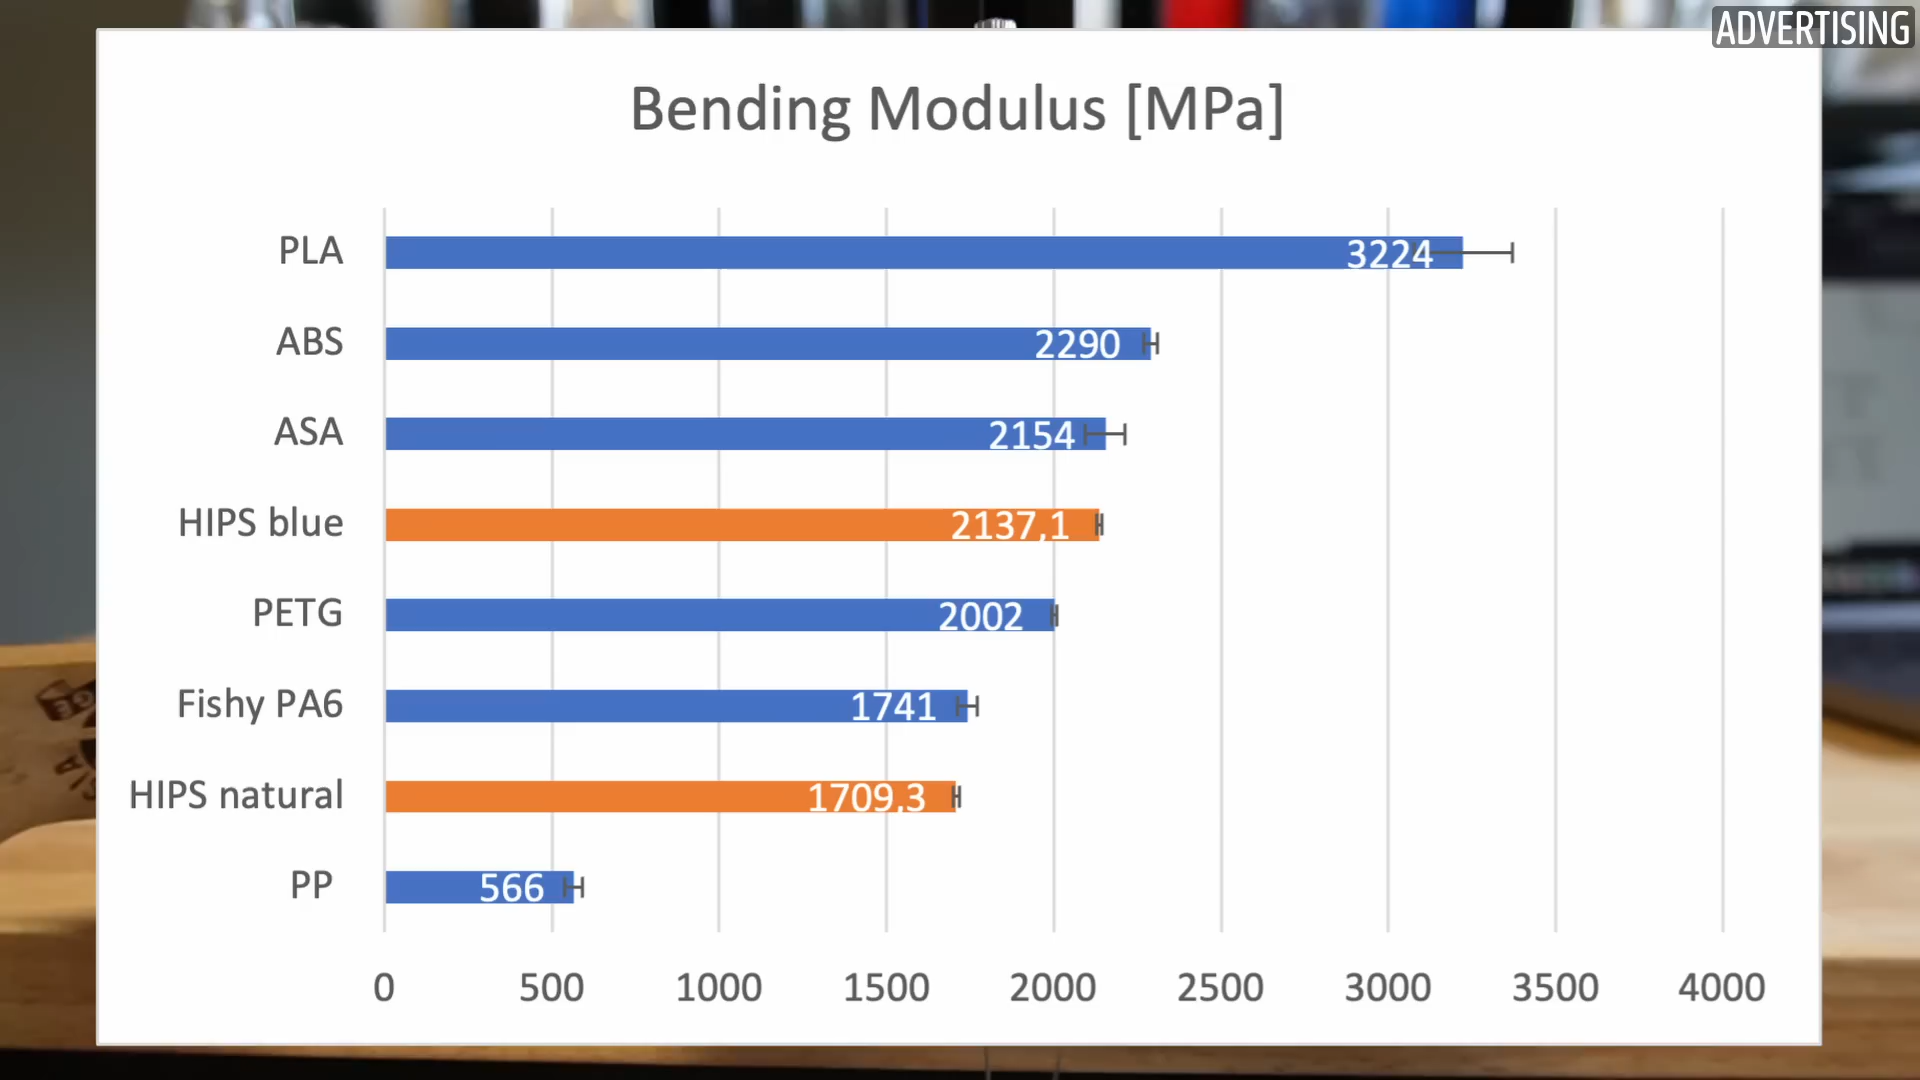 ADVERTISING
Bending Modulus [MPa]
PLA 3224
ABS 2290
ASA 2154
HIPS blue 2137,1
PETG 2002
Fishy PA6 1741
HIPS natural 1709,3
PP 566
0 500 1000 1500 2000 2500 3000 3500 4000